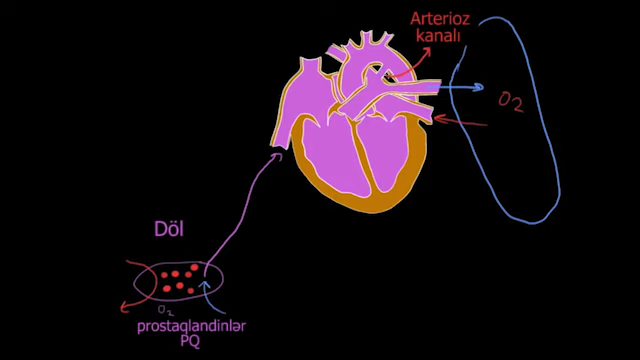 Arterioz
kanalı
O2
Döl
O2
prostaqlandinlər
PQ